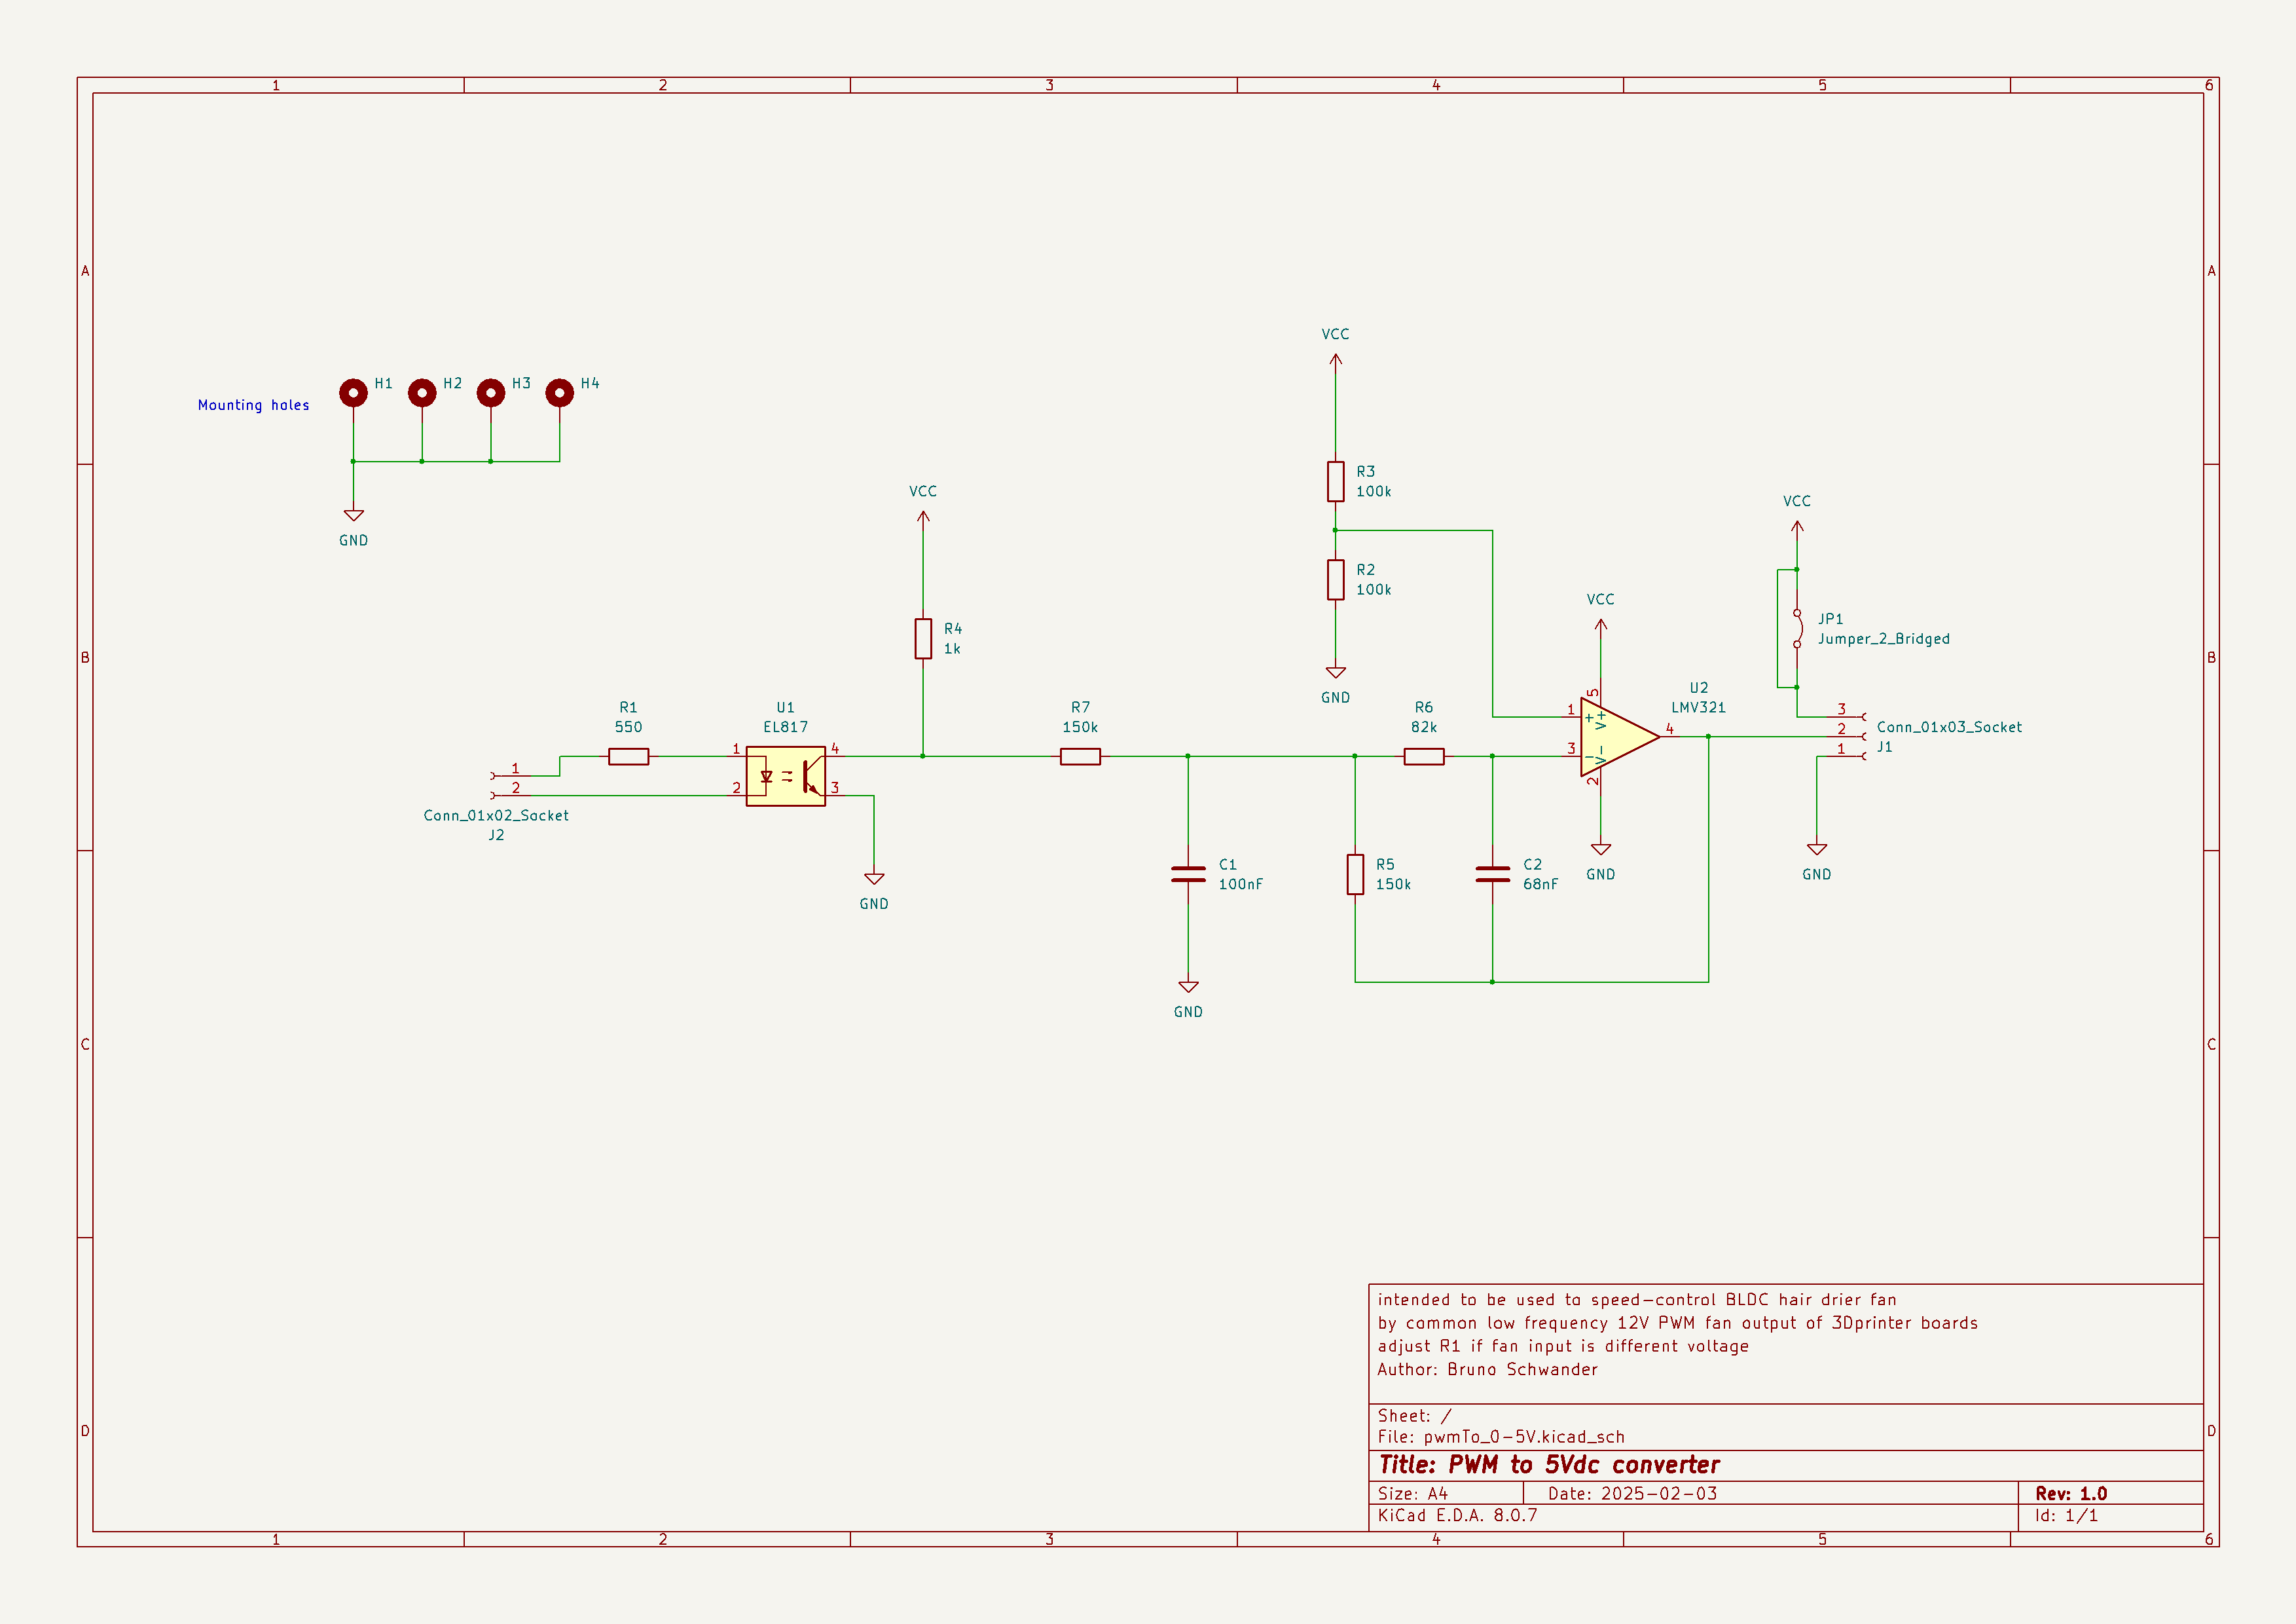 1 2 3 4 5 6
A A
VCC
H1 H2 H3 H4
Mounting holes
R3
100k
VCC
VCC
GND
R2
100k
VCC
JP1
Jumper_2_Bridged
R4
1k
B B
GND
5
U2
LMV321
R1
550
U1
EL817
R7
150k
R6
82k
1
+
V+
4
3
2
1
Conn_01x03_Socket
J1
1
2
1
2
4
3
3
−
V−
2
Conn_01x02_Socket
J2
C1
100nF
R5
150k
C2
68nF
GND
GND
GND
GND
C C
intended to be used to speed-control BLDC hair drier fan
by common low frequency 12V PWM fan output of 3Dprinter boards
adjust R1 if fan input is different voltage
Author: Bruno Schwander
Sheet: /
File: pwmTo_0-5V.kicad_sch
D D
Title: PWM to 5Vdc converter
Size: A4 Date: 2025-02-03 Rev: 1.0
KiCad E.D.A. 8.0.7 Id: 1/1
1 2 3 4 5 6